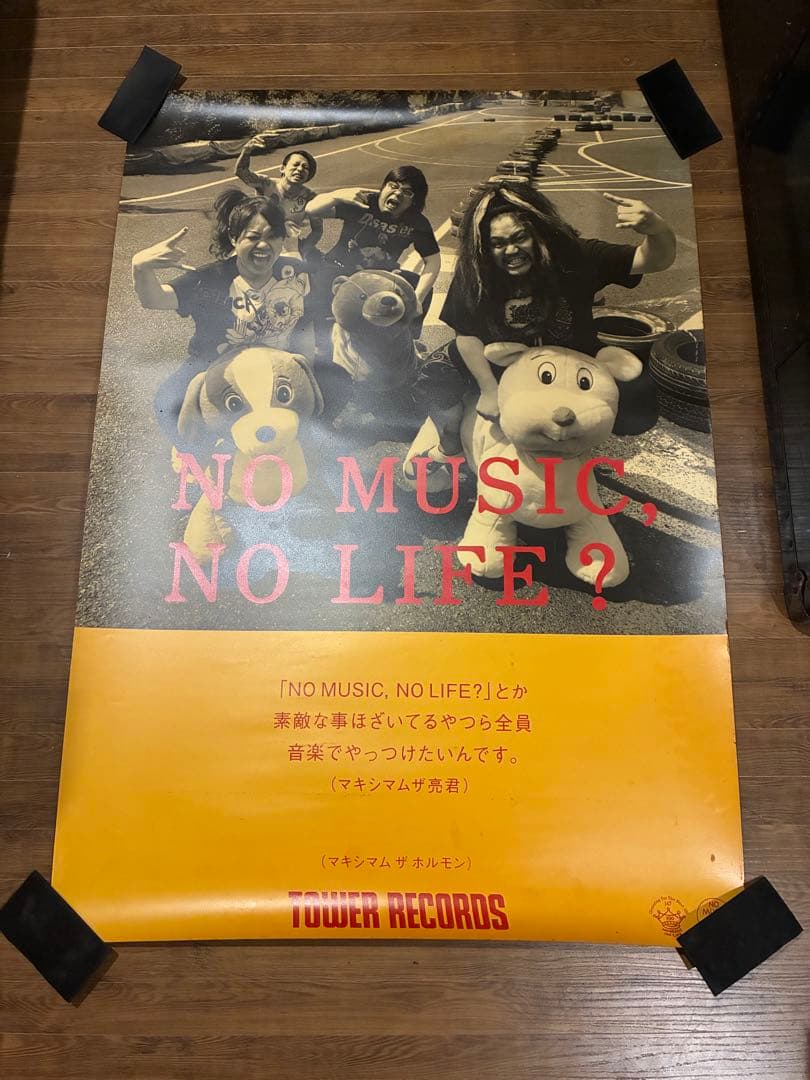 NO MUSIC,
NO LIFE?
「NO MUSIC, NO LIFE?」とか
素敵な事ほざいてるやつら全員
音楽でやっつけたいんです。
(マキシマムザ亮君)
(マキシマム ザ ホルモン)
TOWER RECORDS